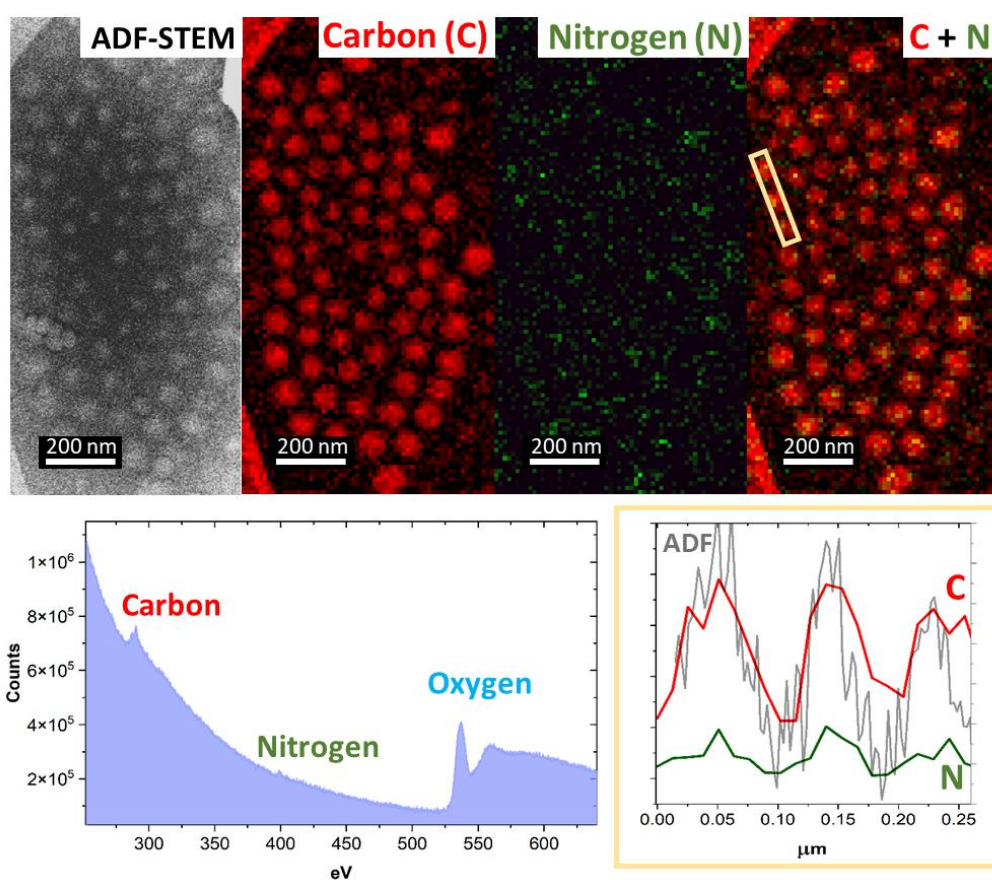 ADF-STEM
Carbon (C)
Nitrogen (N)
C + N
200 nm
200 nm
200 nm
200 nm
1×10⁶
8×10⁵
6×10⁵
4×10⁵
2×10⁵
Counts
Carbon
Nitrogen
Oxygen
300
350
400
450
500
550
600
eV
ADF
C
N
0.00
0.05
0.10
0.15
0.20
0.25
μm